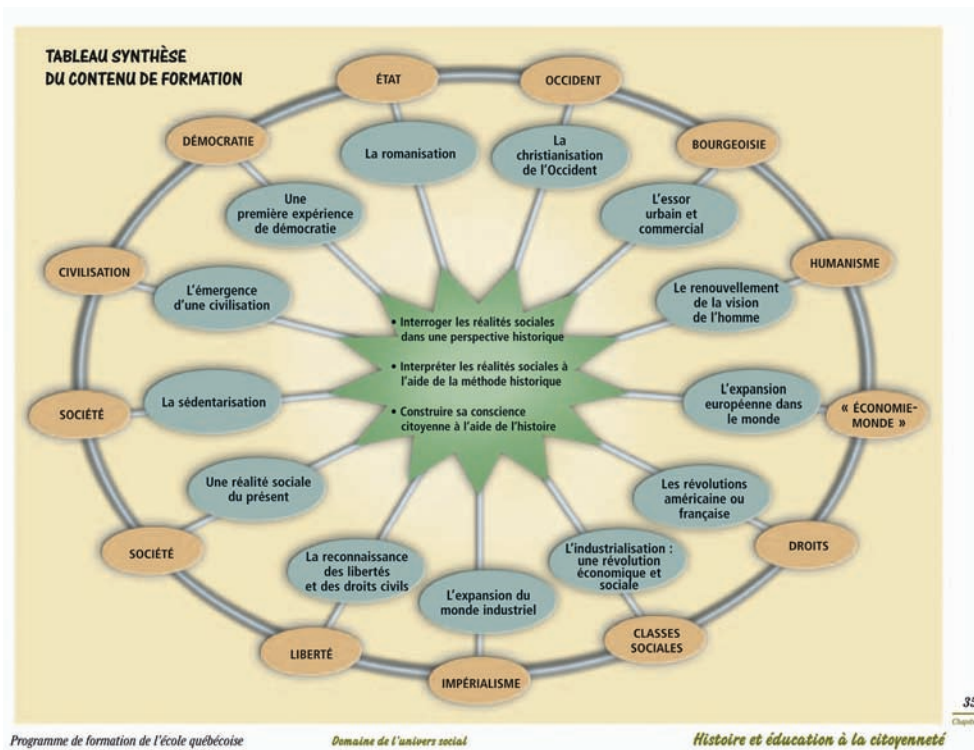 TABLEAU SYNTHÈSE
DU CONTENU DE FORMATION
ÉTAT
OCCIDENT
DÉMOCRATIE
La romanisation
La
christianisation
de l'Occident
BOURGEOISIE
Une
première expérience
de démocratie
L'essor
urbain et
commercial
CIVILISATION
L'émergence
d'une civilisation
Le renouvellement
de la vision
de l'homme
HUMANISME
• Interroger les réalités sociales
dans une perspective historique
• Interpréter les réalités sociales à
l'aide de la méthode historique
• Construire sa conscience
citoyenne à l'aide de l'histoire
SOCIÉTÉ
La sédentarisation
L'expansion
européenne dans
le monde
« ÉCONOMIE-
MONDE »
Une réalité sociale
du présent
Les révolutions
américaine ou
française
SOCIÉTÉ
DROITS
La reconnaissance
des libertés
et des droits civils
L'expansion du
monde industriel
L'industrialisation :
une révolution
économique et
sociale
LIBERTÉ
IMPÉRIALISME
CLASSES
SOCIALES
Programme de formation de l'école québécoise
Domaine de l'univers social
Histoire et éducation à la citoyenneté